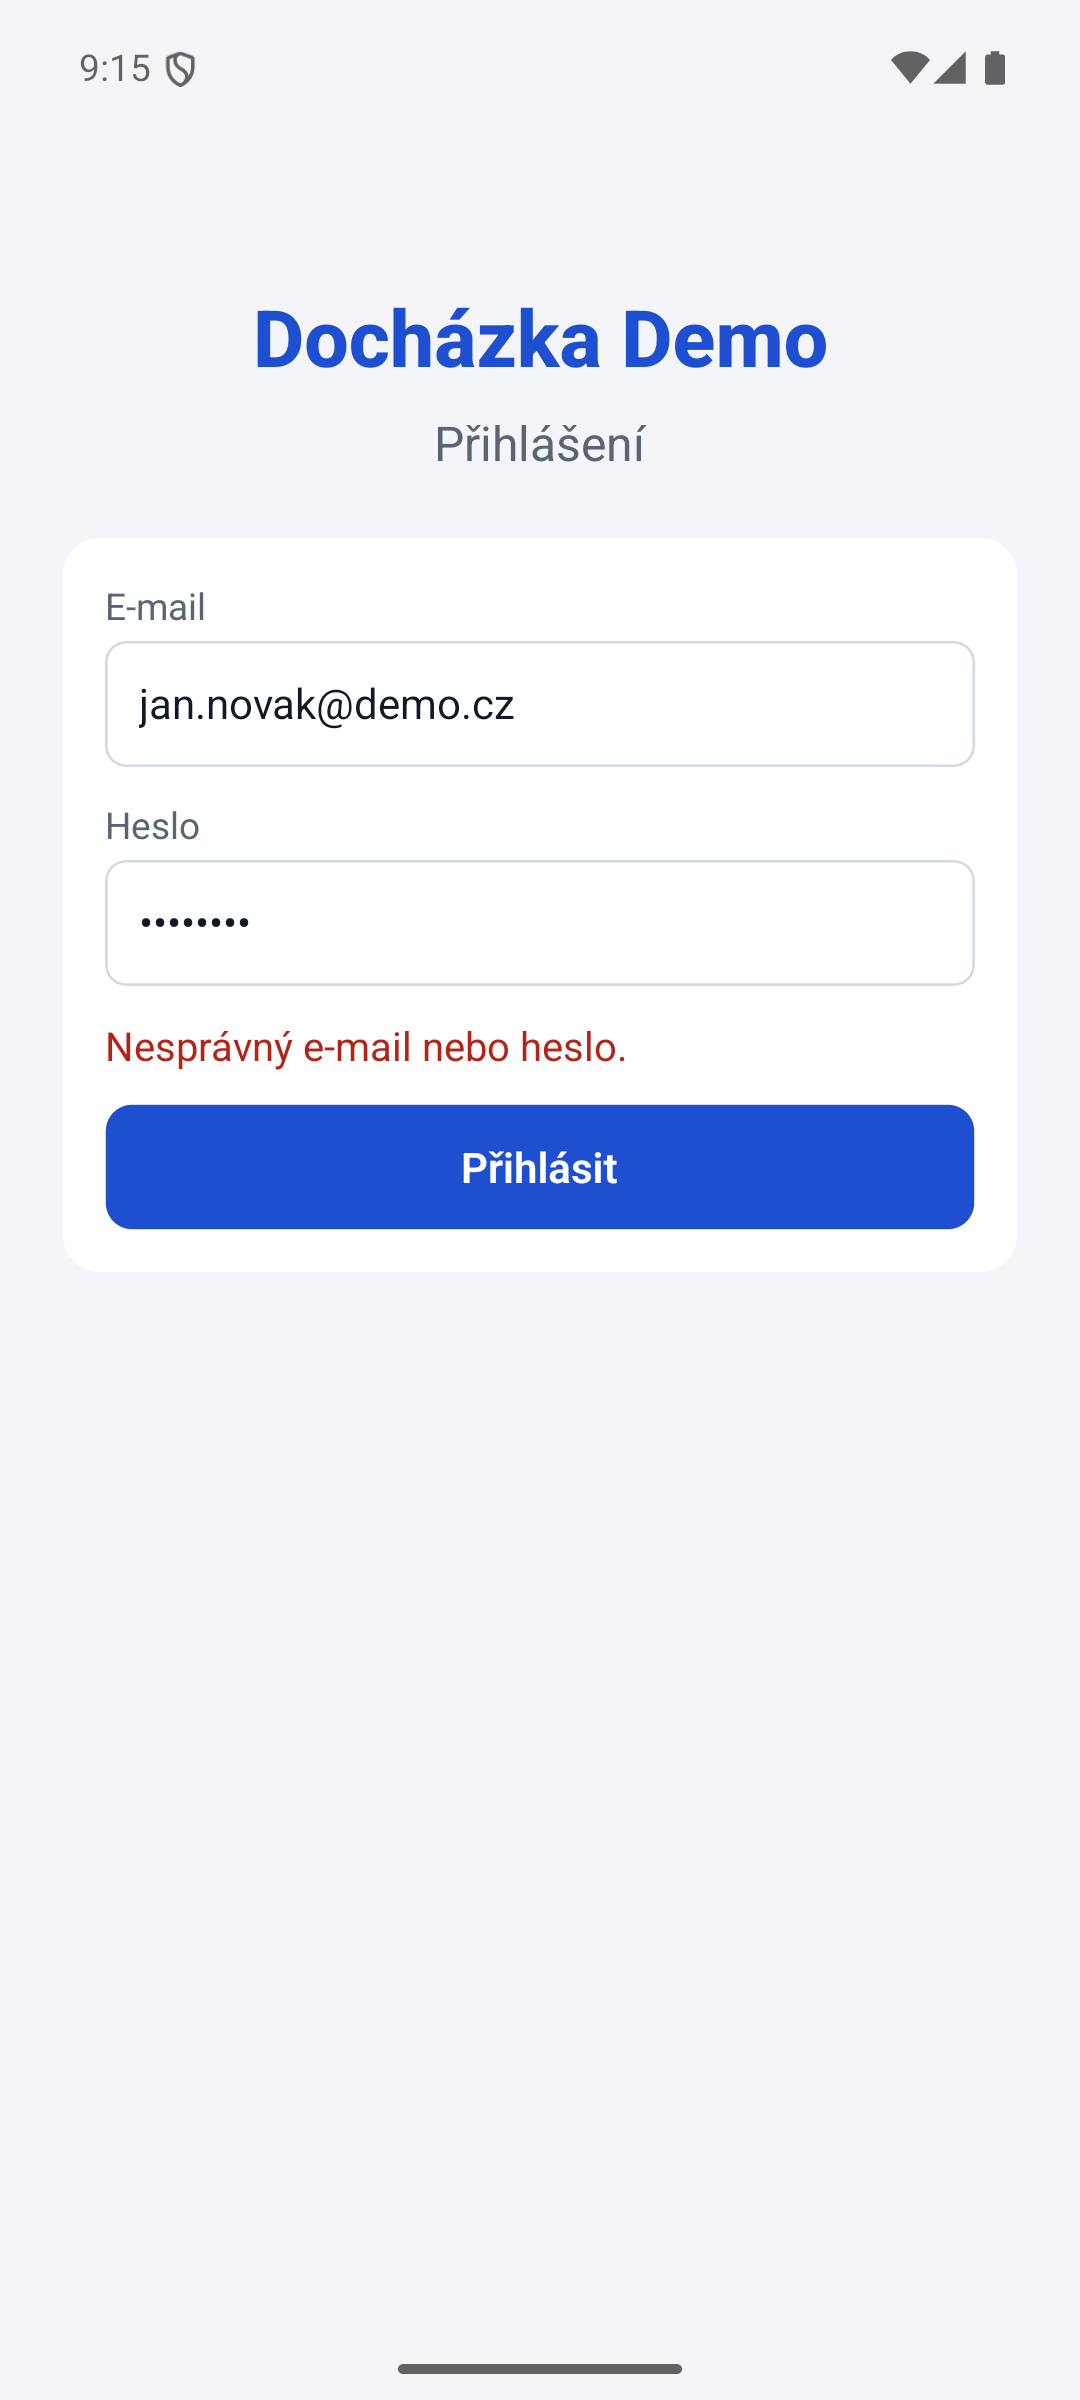 9:15
Docházka Demo
Přihlášení
E-mail
jan.novak@demo.cz
Heslo
••••••••
Nesprávný e-mail nebo heslo.
Přihlásit